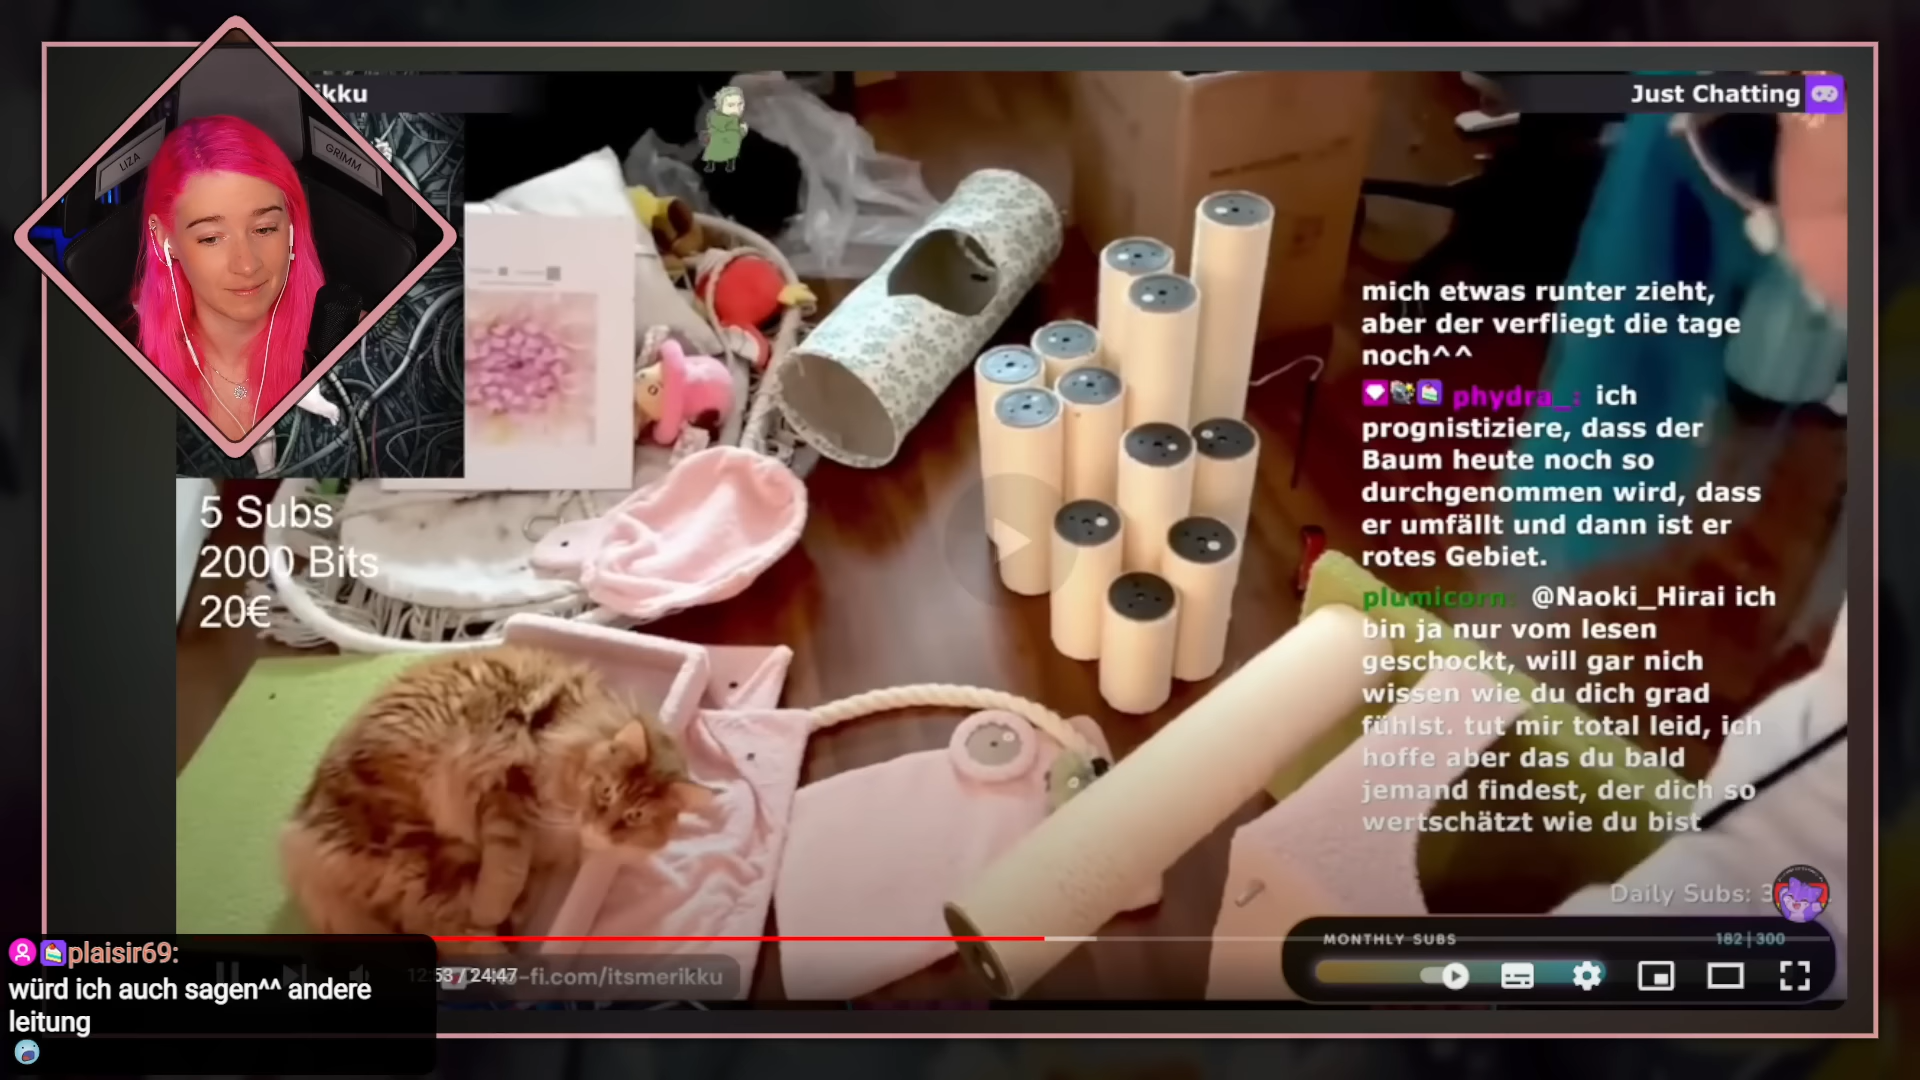 LIZA
GRIMM
ikku
Just Chatting
mich etwas runter zieht,
aber der verfliegt die tage
noch^^
phydra_: ich
prognistiziere, dass der
Baum heute noch so
durchgenommen wird, dass
er umfällt und dann ist er
rotes Gebiet.
plumicorn: @Naoki_Hirai ich
bin ja nur vom lesen
geschockt, will gar nich
wissen wie du dich grad
fühlst. tut mir total leid, ich
hoffe aber das du bald
jemand findest, der dich so
wertschätzt wie du bist
5 Subs
2000 Bits
20€
Daily Subs: 3
MONTHLY SUBS 182 | 300
plaisir69:
würd ich auch sagen^^ andere
leitung
12:53 / 24:47
-fi.com/itsmerikku